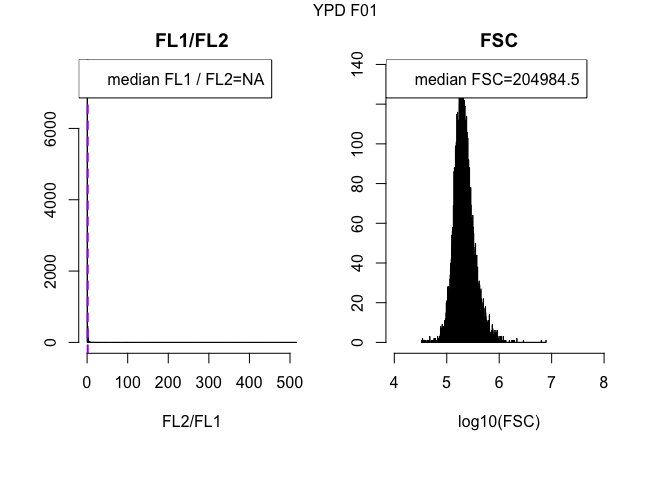 YPD F01
FL1/FL2
median FL1 / FL2=NA
0 2000 4000 6000
0 100 200 300 400 500
FL2/FL1
FSC
median FSC=204984.5
0 20 40 60 80 100 140
4 5 6 7 8
log10(FSC)